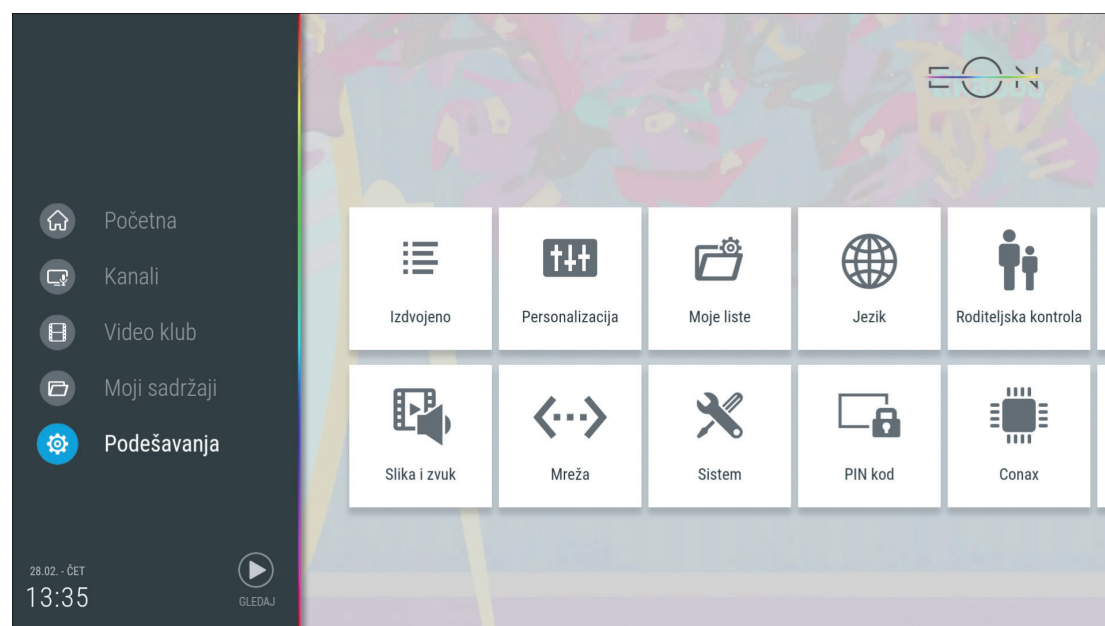 EON
Početna
Kanali
Video klub
Moji sadržaji
Podešavanja
28.02. - ČET
13:35
GLEDAJ
Izdvojeno
Personalizacija
Moje liste
Jezik
Roditeljska kontrola
Slika i zvuk
Mreža
Sistem
PIN kod
Conax